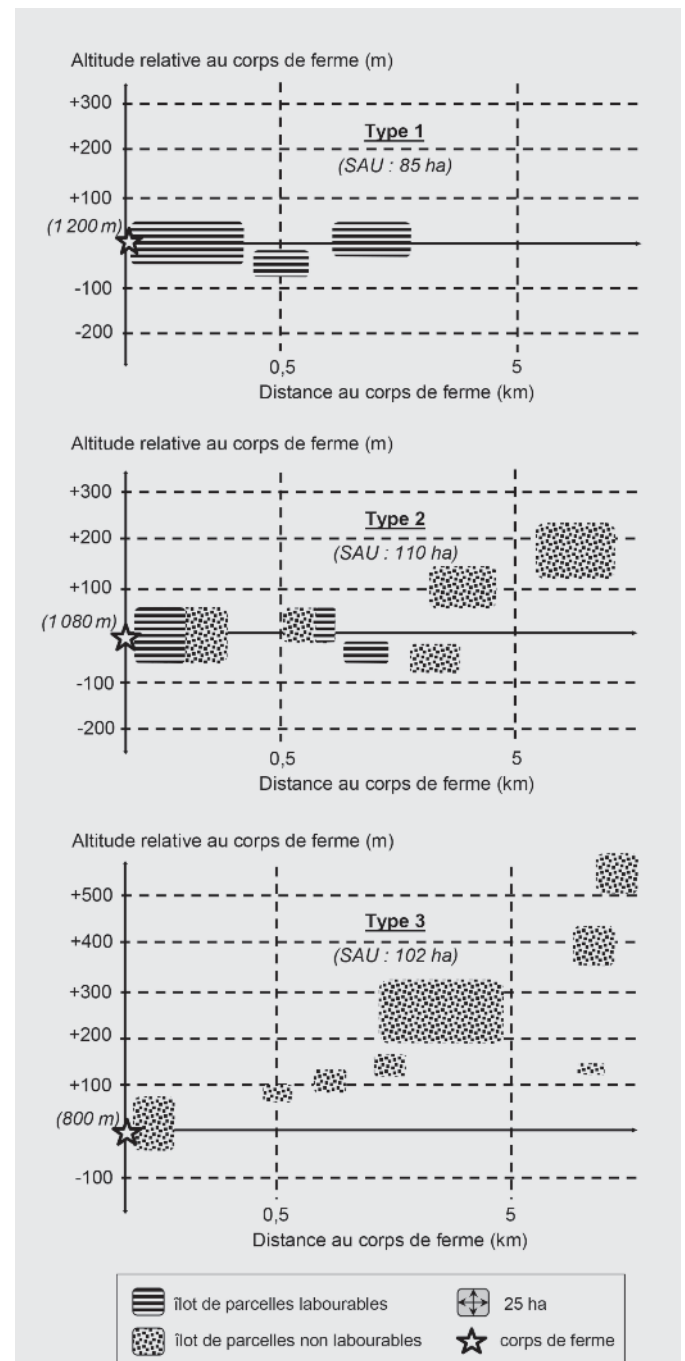 Altitude relative au corps de ferme (m)
+300
Type 1
+200
(SAU : 85 ha)
+100
(1 200 m)
-100
-200
0,5 5
Distance au corps de ferme (km)
Altitude relative au corps de ferme (m)
+300
Type 2
+200
(SAU : 110 ha)
+100
(1 080 m)
-100
-200
0,5 5
Distance au corps de ferme (km)
Altitude relative au corps de ferme (m)
+500
Type 3
+400
(SAU : 102 ha)
+300
+200
+100
(800 m)
-100
0,5 5
Distance au corps de ferme (km)
îlot de parcelles labourables 25 ha
îlot de parcelles non labourables corps de ferme